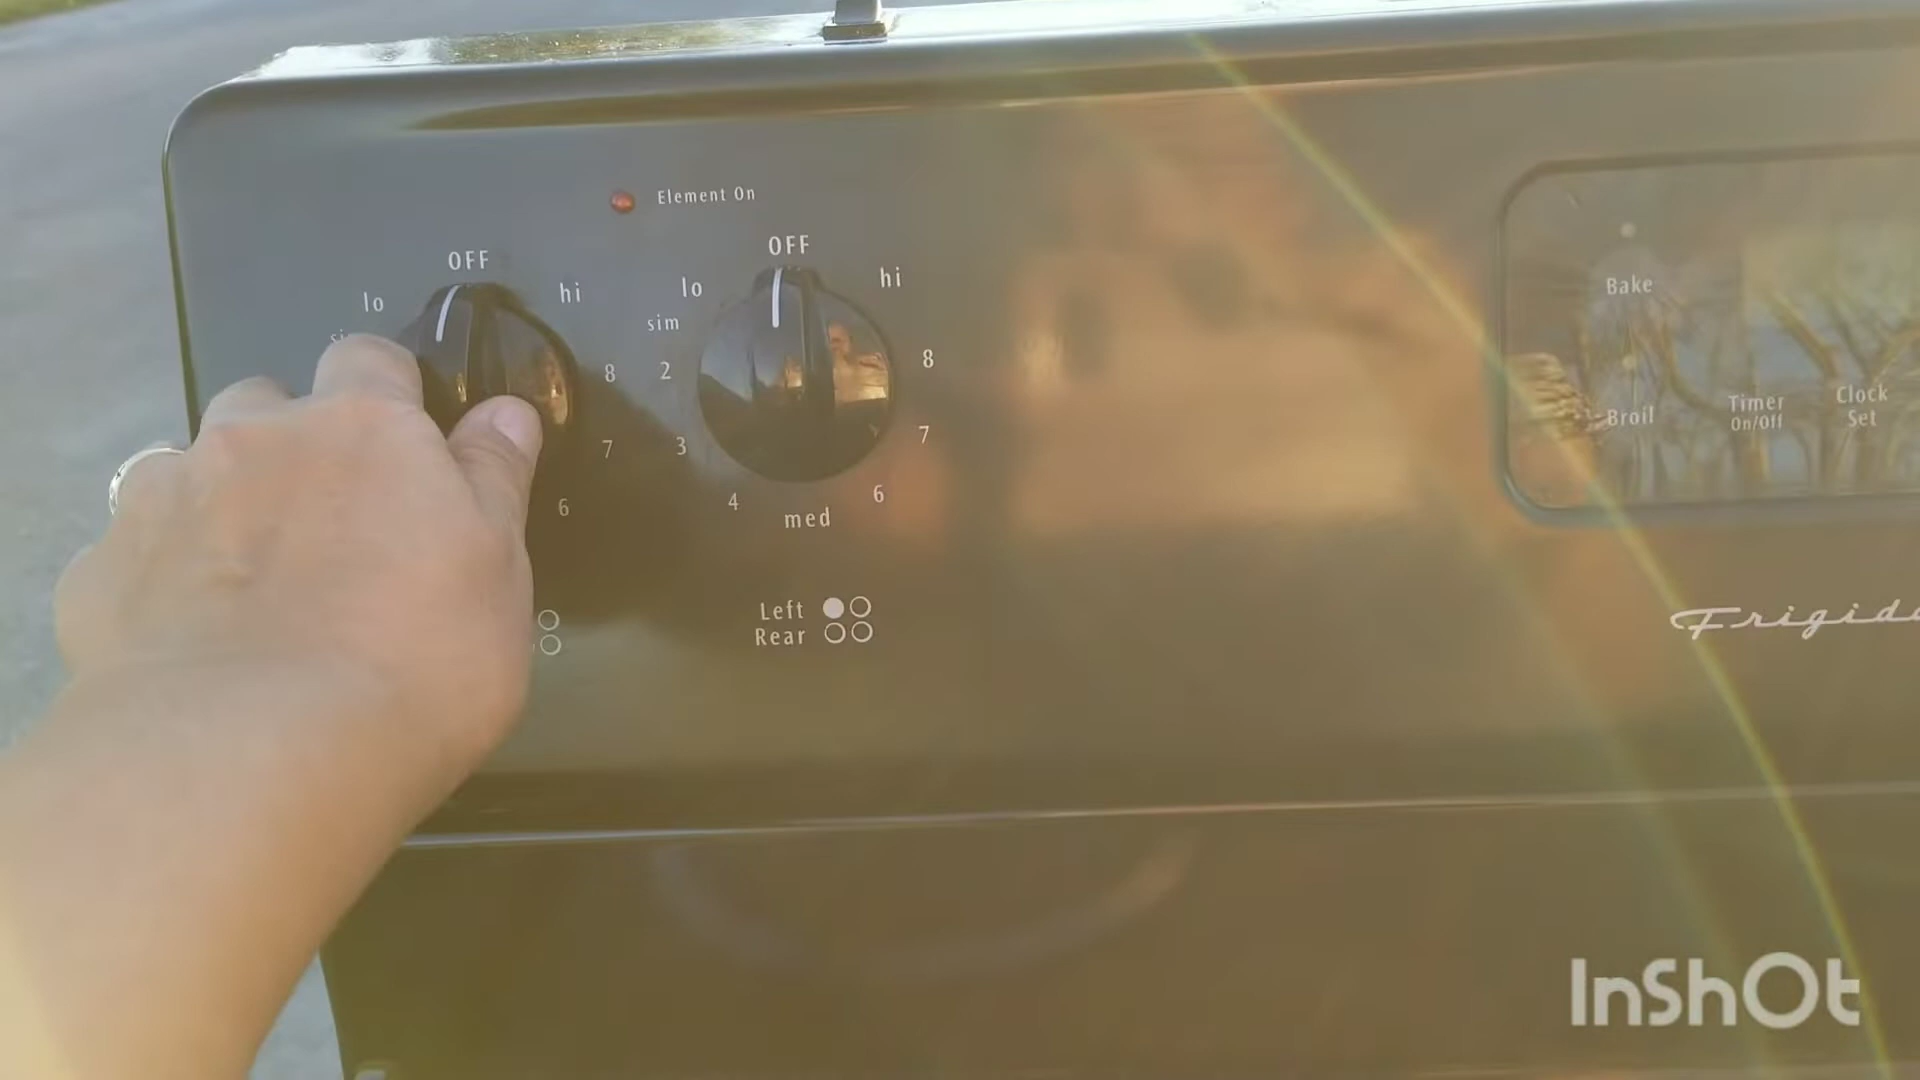 Element On
OFF
lo
hi
8
7
6
OFF
lo
hi
sim
2
8
3
7
4
6
med
Left
Rear
Bake
Broil
Timer
On/Off
Clock
Set
InShOt